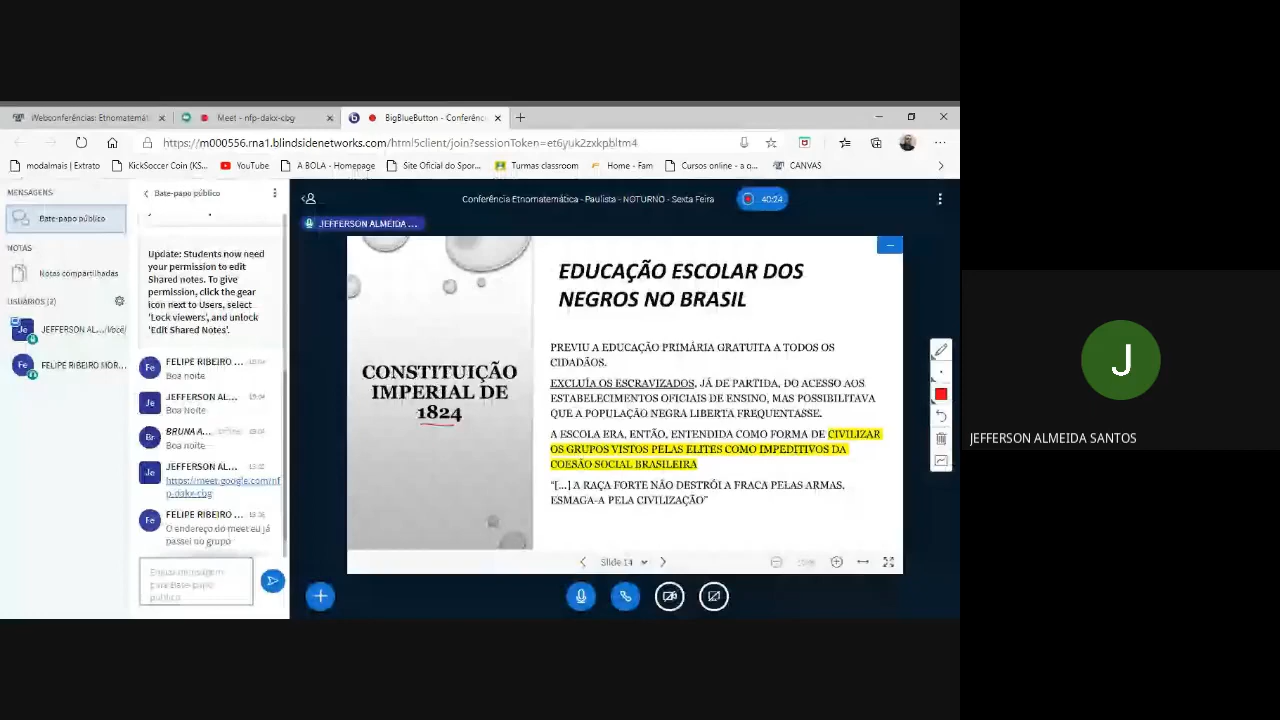 Webconferências: Etnomatemát
Meet - nfp-dakx-cbg
BigBlueButton - Conferênc
https://m000556.rna1.blindsidenetworks.com/html5client/join?sessionToken=et6yuk2zxkpbltm4
modalmais | Extrato
KickSoccer Coin (KS...
YouTube
A BOLA - Homepage
Site Oficial do Spor...
Turmas classroom
Home - Fam
Cursos online - a o...
CANVAS
MENSAGENS
Bate-papo público
NOTAS
Notas compartilhadas
USUÁRIOS (2)
JEFFERSON AL... (Você)
FELIPE RIBEIRO MOR...
Bate-papo público
Update: Students now need
your permission to edit
Shared notes. To give
permission, click the gear
icon next to Users, select
'Lock viewers', and unlock
'Edit Shared Notes'.
FELIPE RIBEIRO ...
Boa noite
JEFFERSON AL...
Boa Noite
BRUNA A...
Boa noite
JEFFERSON AL...
https://meet.google.com/nf
p-dakx-cbg
FELIPE RIBEIRO ...
O endereço do meet eu já
passei no grupo
para Bate-papo
público
Conferência Etnomatemática - Paulista - NOTURNO - Sexta Feira
40:24
JEFFERSON ALMEIDA ...
CONSTITUIÇÃO
IMPERIAL DE
1824
EDUCAÇÃO ESCOLAR DOS
NEGROS NO BRASIL
PREVIU A EDUCAÇÃO PRIMÁRIA GRATUITA A TODOS OS
CIDADÃOS.
EXCLUÍA OS ESCRAVIZADOS, JÁ DE PARTIDA, DO ACESSO AOS
ESTABELECIMENTOS OFICIAIS DE ENSINO, MAS POSSIBILITAVA
QUE A POPULAÇÃO NEGRA LIBERTA FREQUENTASSE.
A ESCOLA ERA, ENTÃO, ENTENDIDA COMO FORMA DE CIVILIZAR
OS GRUPOS VISTOS PELAS ELITES COMO IMPEDITIVOS DA
COESÃO SOCIAL BRASILEIRA
"[...] A RAÇA FORTE NÃO DESTRÓI A FRACA PELAS ARMAS,
ESMAGA-A PELA CIVILIZAÇÃO"
Slide 14
J
JEFFERSON ALMEIDA SANTOS